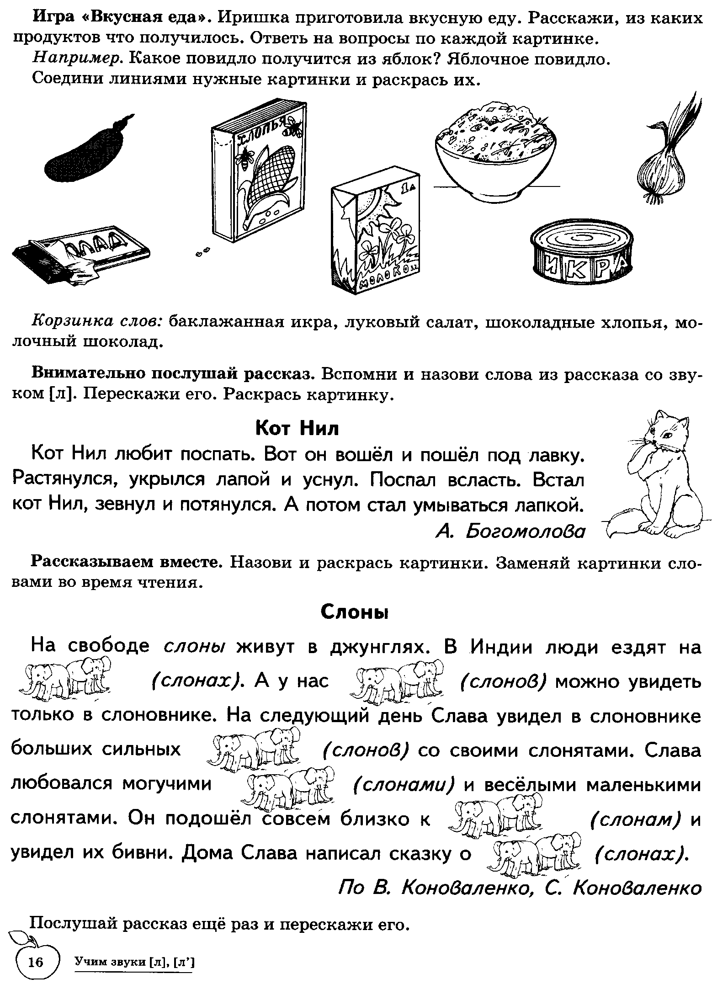 Игра «Вкусная еда». Иришка приготовила вкусную еду. Расскажи, из каких
продуктов что получилось. Ответь на вопросы по каждой картинке.
Например. Какое повидло получится из яблок? Яблочное повидло.
Соедини линиями нужные картинки и раскрась их.
ХЛОПЬЯ
1л
МОЛОКО
ОЛАД
ИКРА
Корзинка слов: баклажанная икра, луковый салат, шоколадные хлопья, мо-
лочный шоколад.
Внимательно послушай рассказ. Вспомни и назови слова из рассказа со зву-
ком [л]. Перескажи его. Раскрась картинку.
Кот Нил
Кот Нил любит поспать. Вот он вошёл и пошёл под лавку.
Растянулся, укрылся лапой и уснул. Поспал всласть. Встал
кот Нил, зевнул и потянулся. А потом стал умываться лапкой.
А. Богомолова
Рассказываем вместе. Назови и раскрась картинки. Заменяй картинки сло-
вами во время чтения.
Слоны
На свободе слоны живут в джунглях. В Индии люди ездят на
(слонах). А у нас (слонов) можно увидеть
только в слоновнике. На следующий день Слава увидел в слоновнике
больших сильных (слонов) со своими слонятами. Слава
любовался могучими (слонами) и весёлыми маленькими
слонятами. Он подошёл совсем близко к (слонам) и
увидел их бивни. Дома Слава написал сказку о (слонах).
По В. Коноваленко, С. Коноваленко
Послушай рассказ ещё раз и перескажи его.
16 Учим звуки [л], [л’]